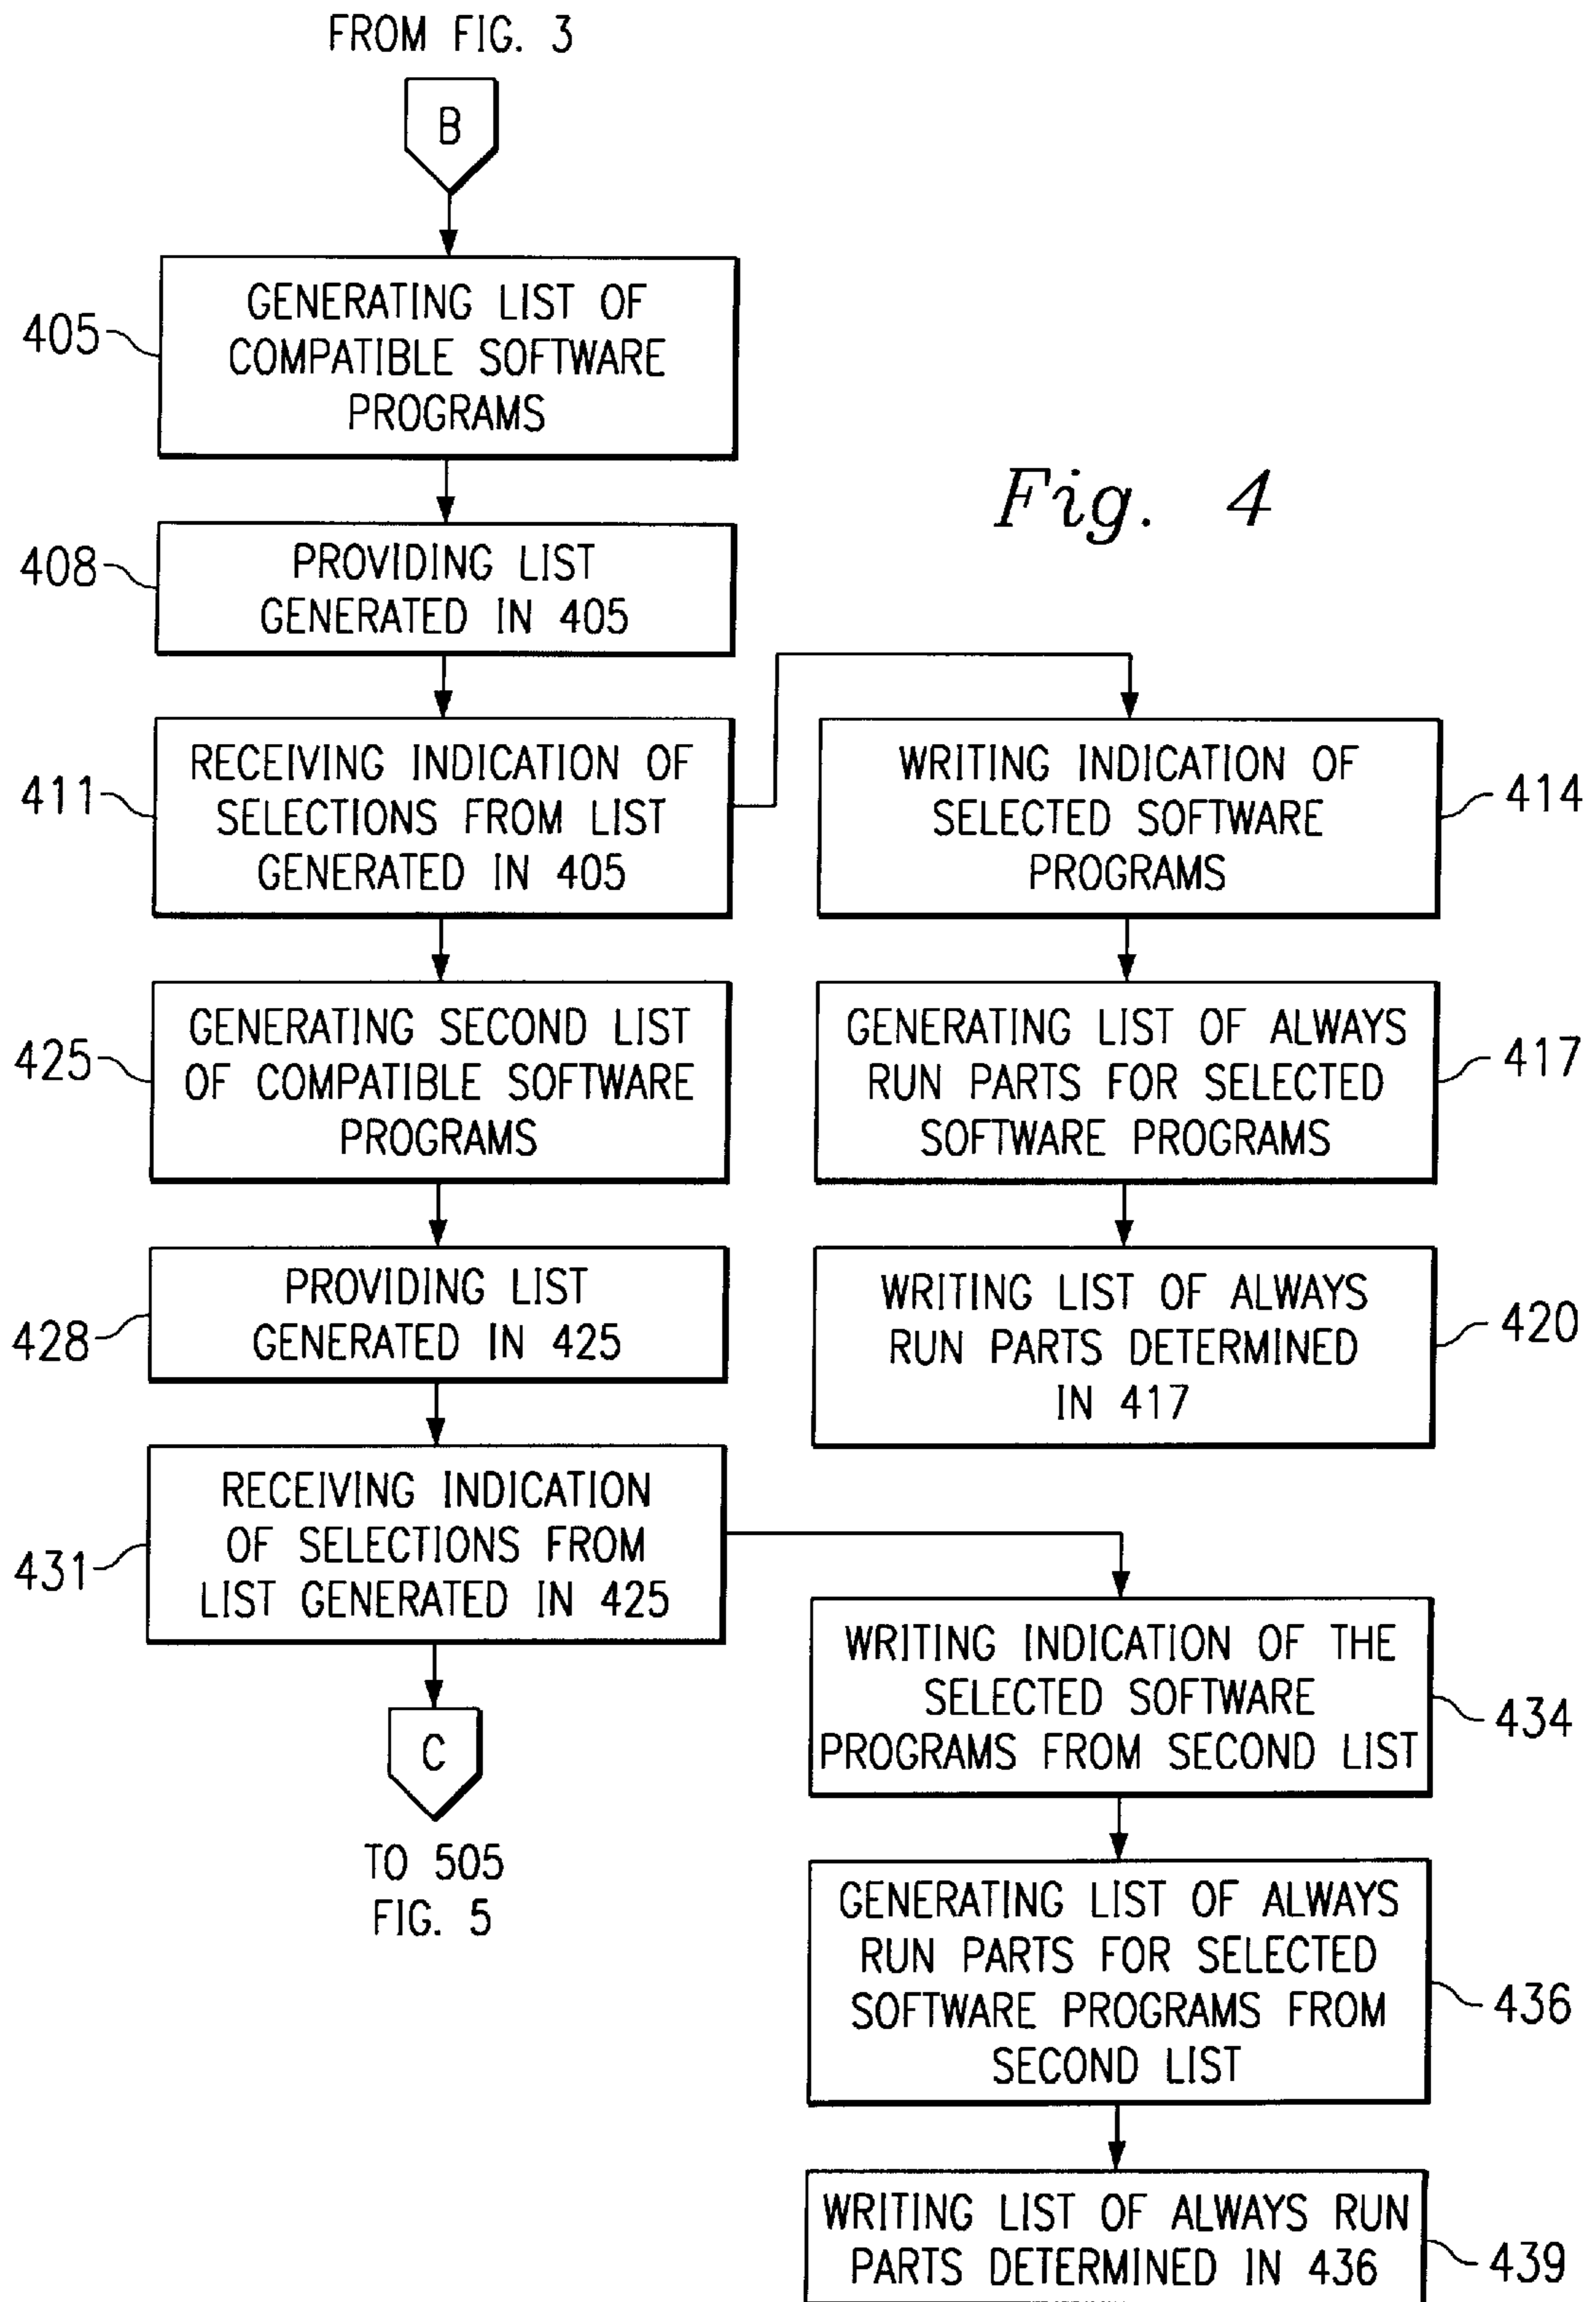 FROM FIG. 3
B
405
GENERATING LIST OF
COMPATIBLE SOFTWARE
PROGRAMS
Fig. 4
408
PROVIDING LIST
GENERATED IN 405
411
RECEIVING INDICATION OF
SELECTIONS FROM LIST
GENERATED IN 405
WRITING INDICATION OF
SELECTED SOFTWARE
PROGRAMS
414
425
GENERATING SECOND LIST
OF COMPATIBLE SOFTWARE
PROGRAMS
GENERATING LIST OF ALWAYS
RUN PARTS FOR SELECTED
SOFTWARE PROGRAMS
417
428
PROVIDING LIST
GENERATED IN 425
WRITING LIST OF ALWAYS
RUN PARTS DETERMINED
IN 417
420
431
RECEIVING INDICATION
OF SELECTIONS FROM
LIST GENERATED IN 425
C
TO 505
FIG. 5
WRITING INDICATION OF THE
SELECTED SOFTWARE
PROGRAMS FROM SECOND LIST
434
GENERATING LIST OF ALWAYS
RUN PARTS FOR SELECTED
SOFTWARE PROGRAMS FROM
SECOND LIST
436
WRITING LIST OF ALWAYS RUN
PARTS DETERMINED IN 436
439